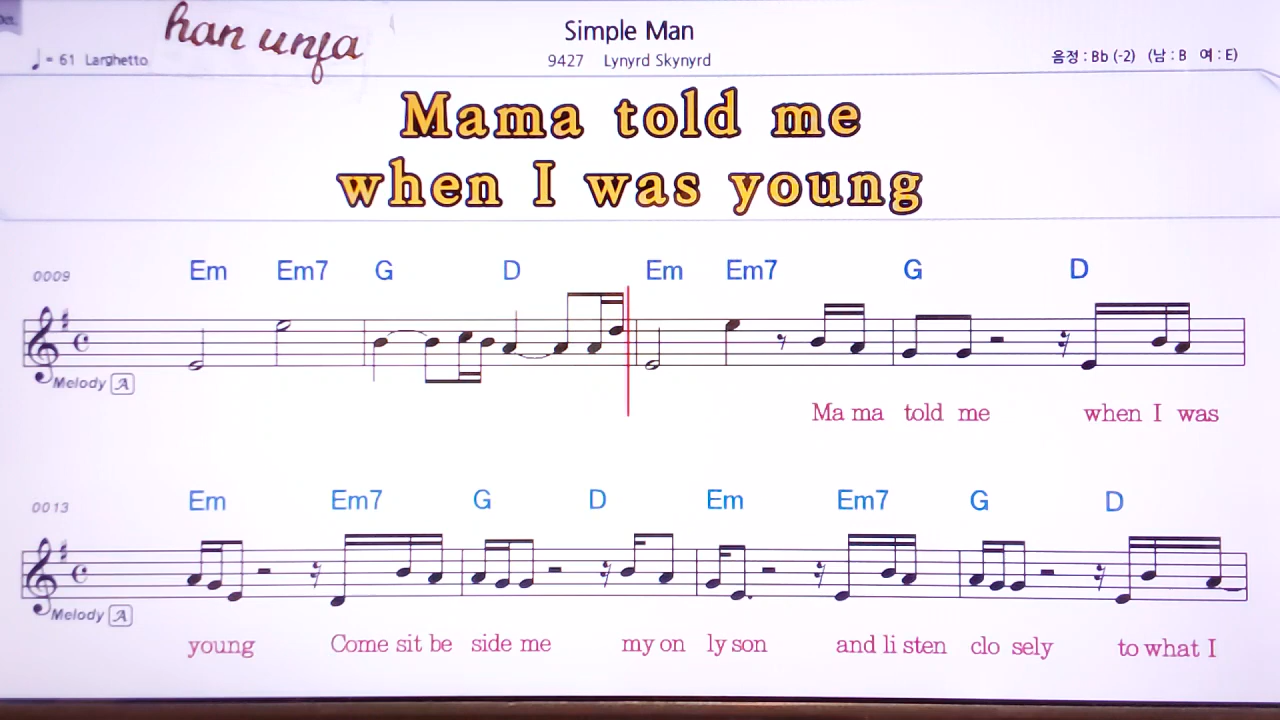 han unja
Simple Man
♩= 61 Larghetto
9427 Lynyrd Skynyrd
음정 : Bb (-2) (남 : B 여 : E)
Mama told me
when I was young
0009
Em Em7 G D Em Em7 G D
Melody A
Ma ma told me when I was
0013
Em Em7 G D Em Em7 G D
Melody A
young Come sit be side me my on ly son and li sten clo sely to what I